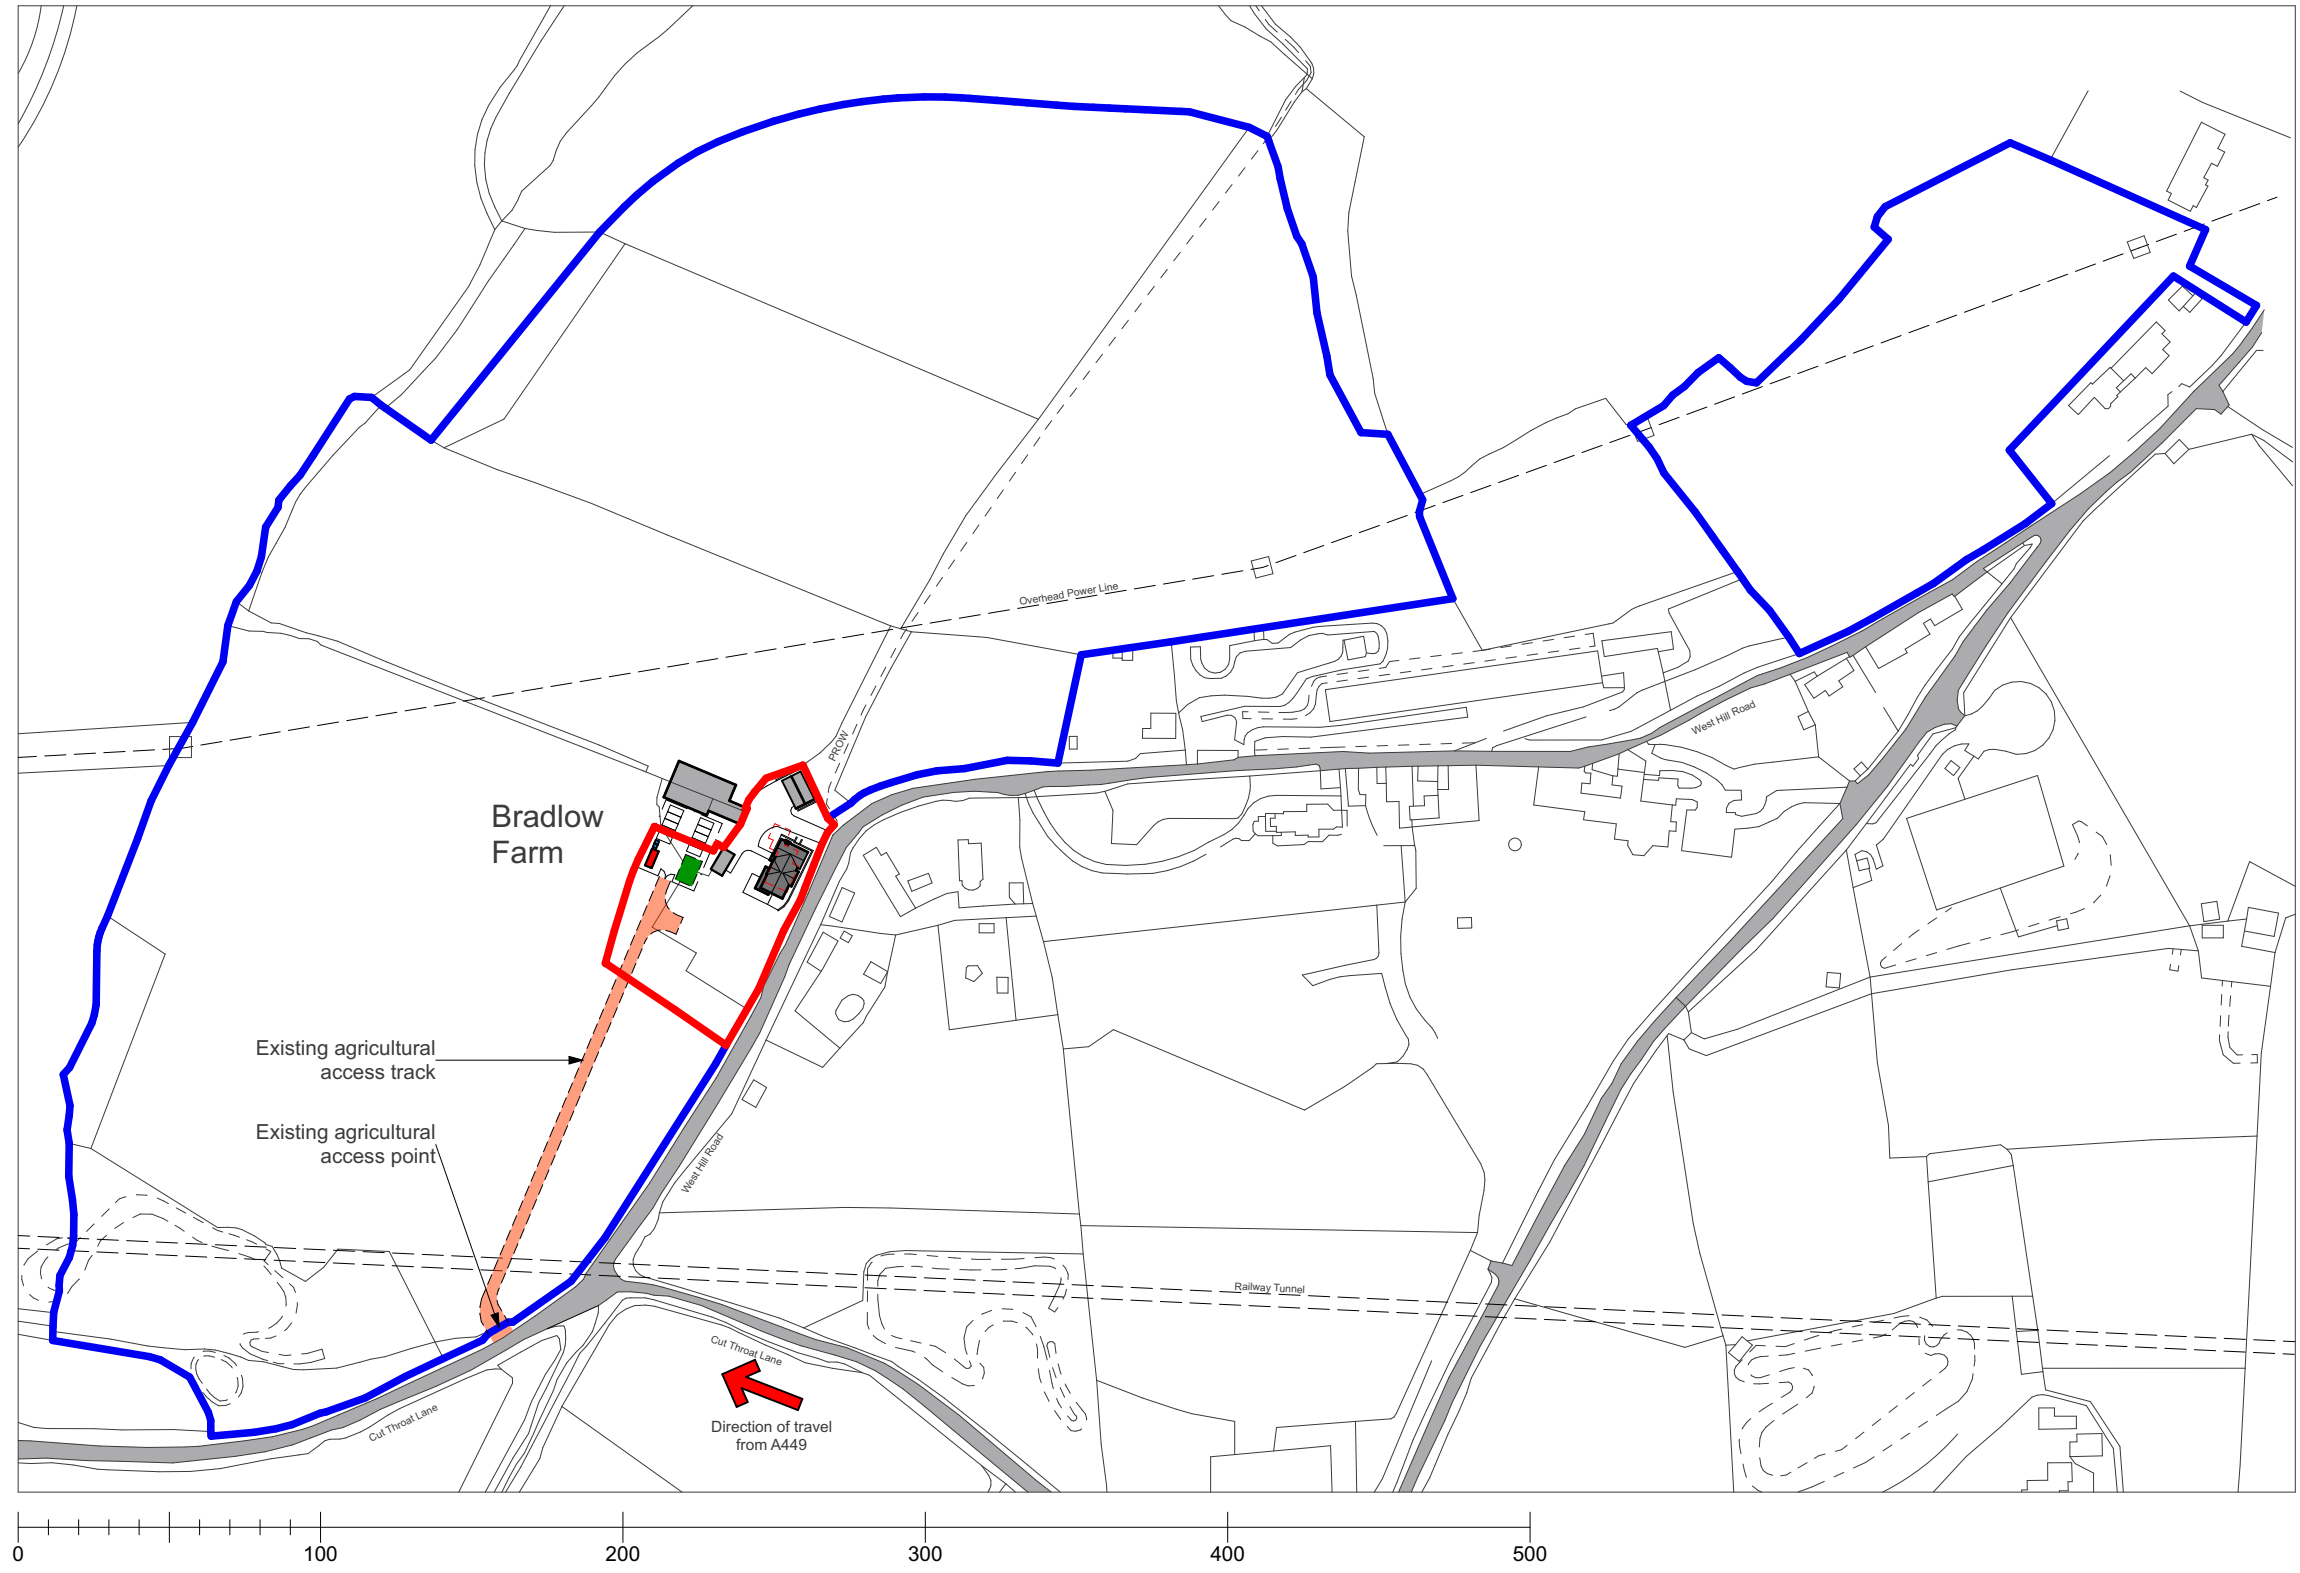 Overhead Power Line
West Hill Road
PROW
Bradlow
Farm
Existing agricultural
access track
Existing agricultural
access point
West Hill Road
Railway Tunnel
Cut Throat Lane
Cut Throat Lane
Direction of travel
from A449
0 100 200 300 400 500